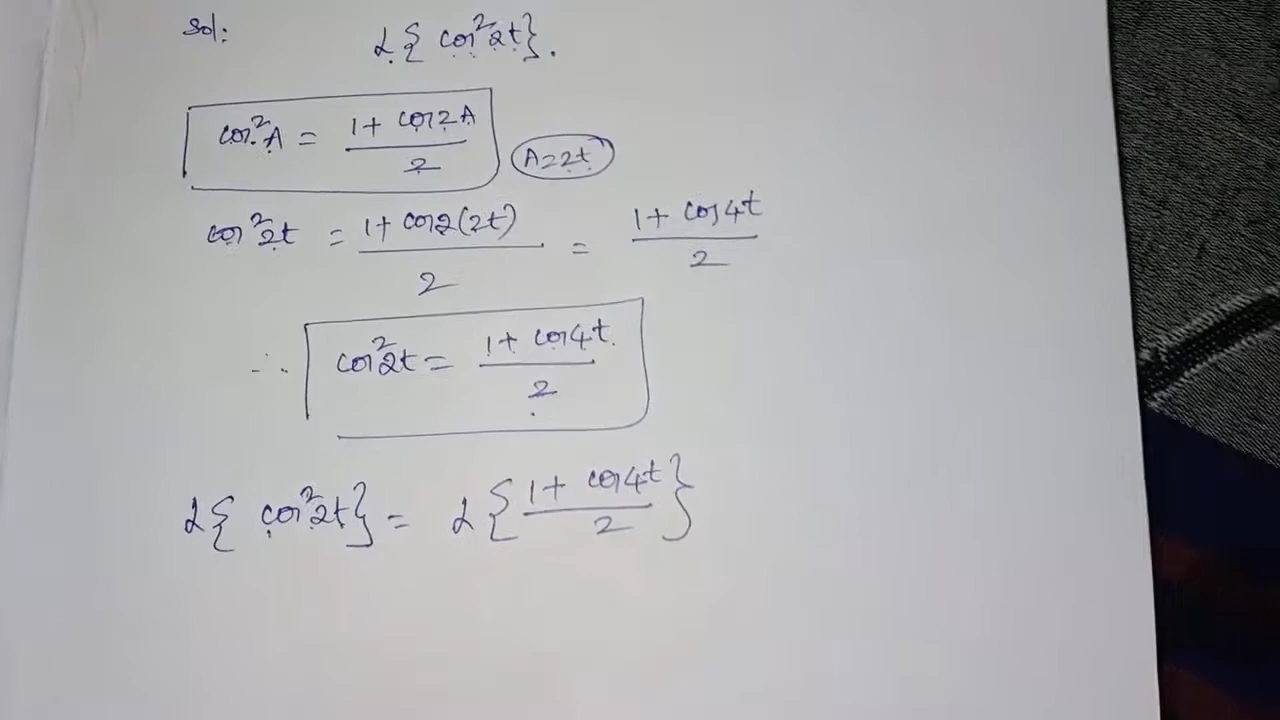 Sol: L{cos²2t}.
cos²A = (1 + cos2A)/2 A=2t
cos²2t = (1 + cos2(2t))/2 = (1 + cos4t)/2
∴ cos²2t = (1 + cos4t)/2
L{cos²2t} = L{(1 + cos4t)/2}